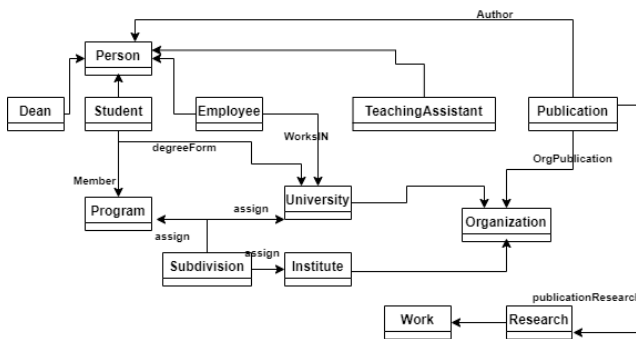 Author
Person
Dean
Student
Employee
TeachingAssistant
Publication
WorksIN
degreeForm
OrgPublication
Member
Program
assign
University
Organization
assign
assign
Subdivision
Institute
publicationResearch
Work
Research